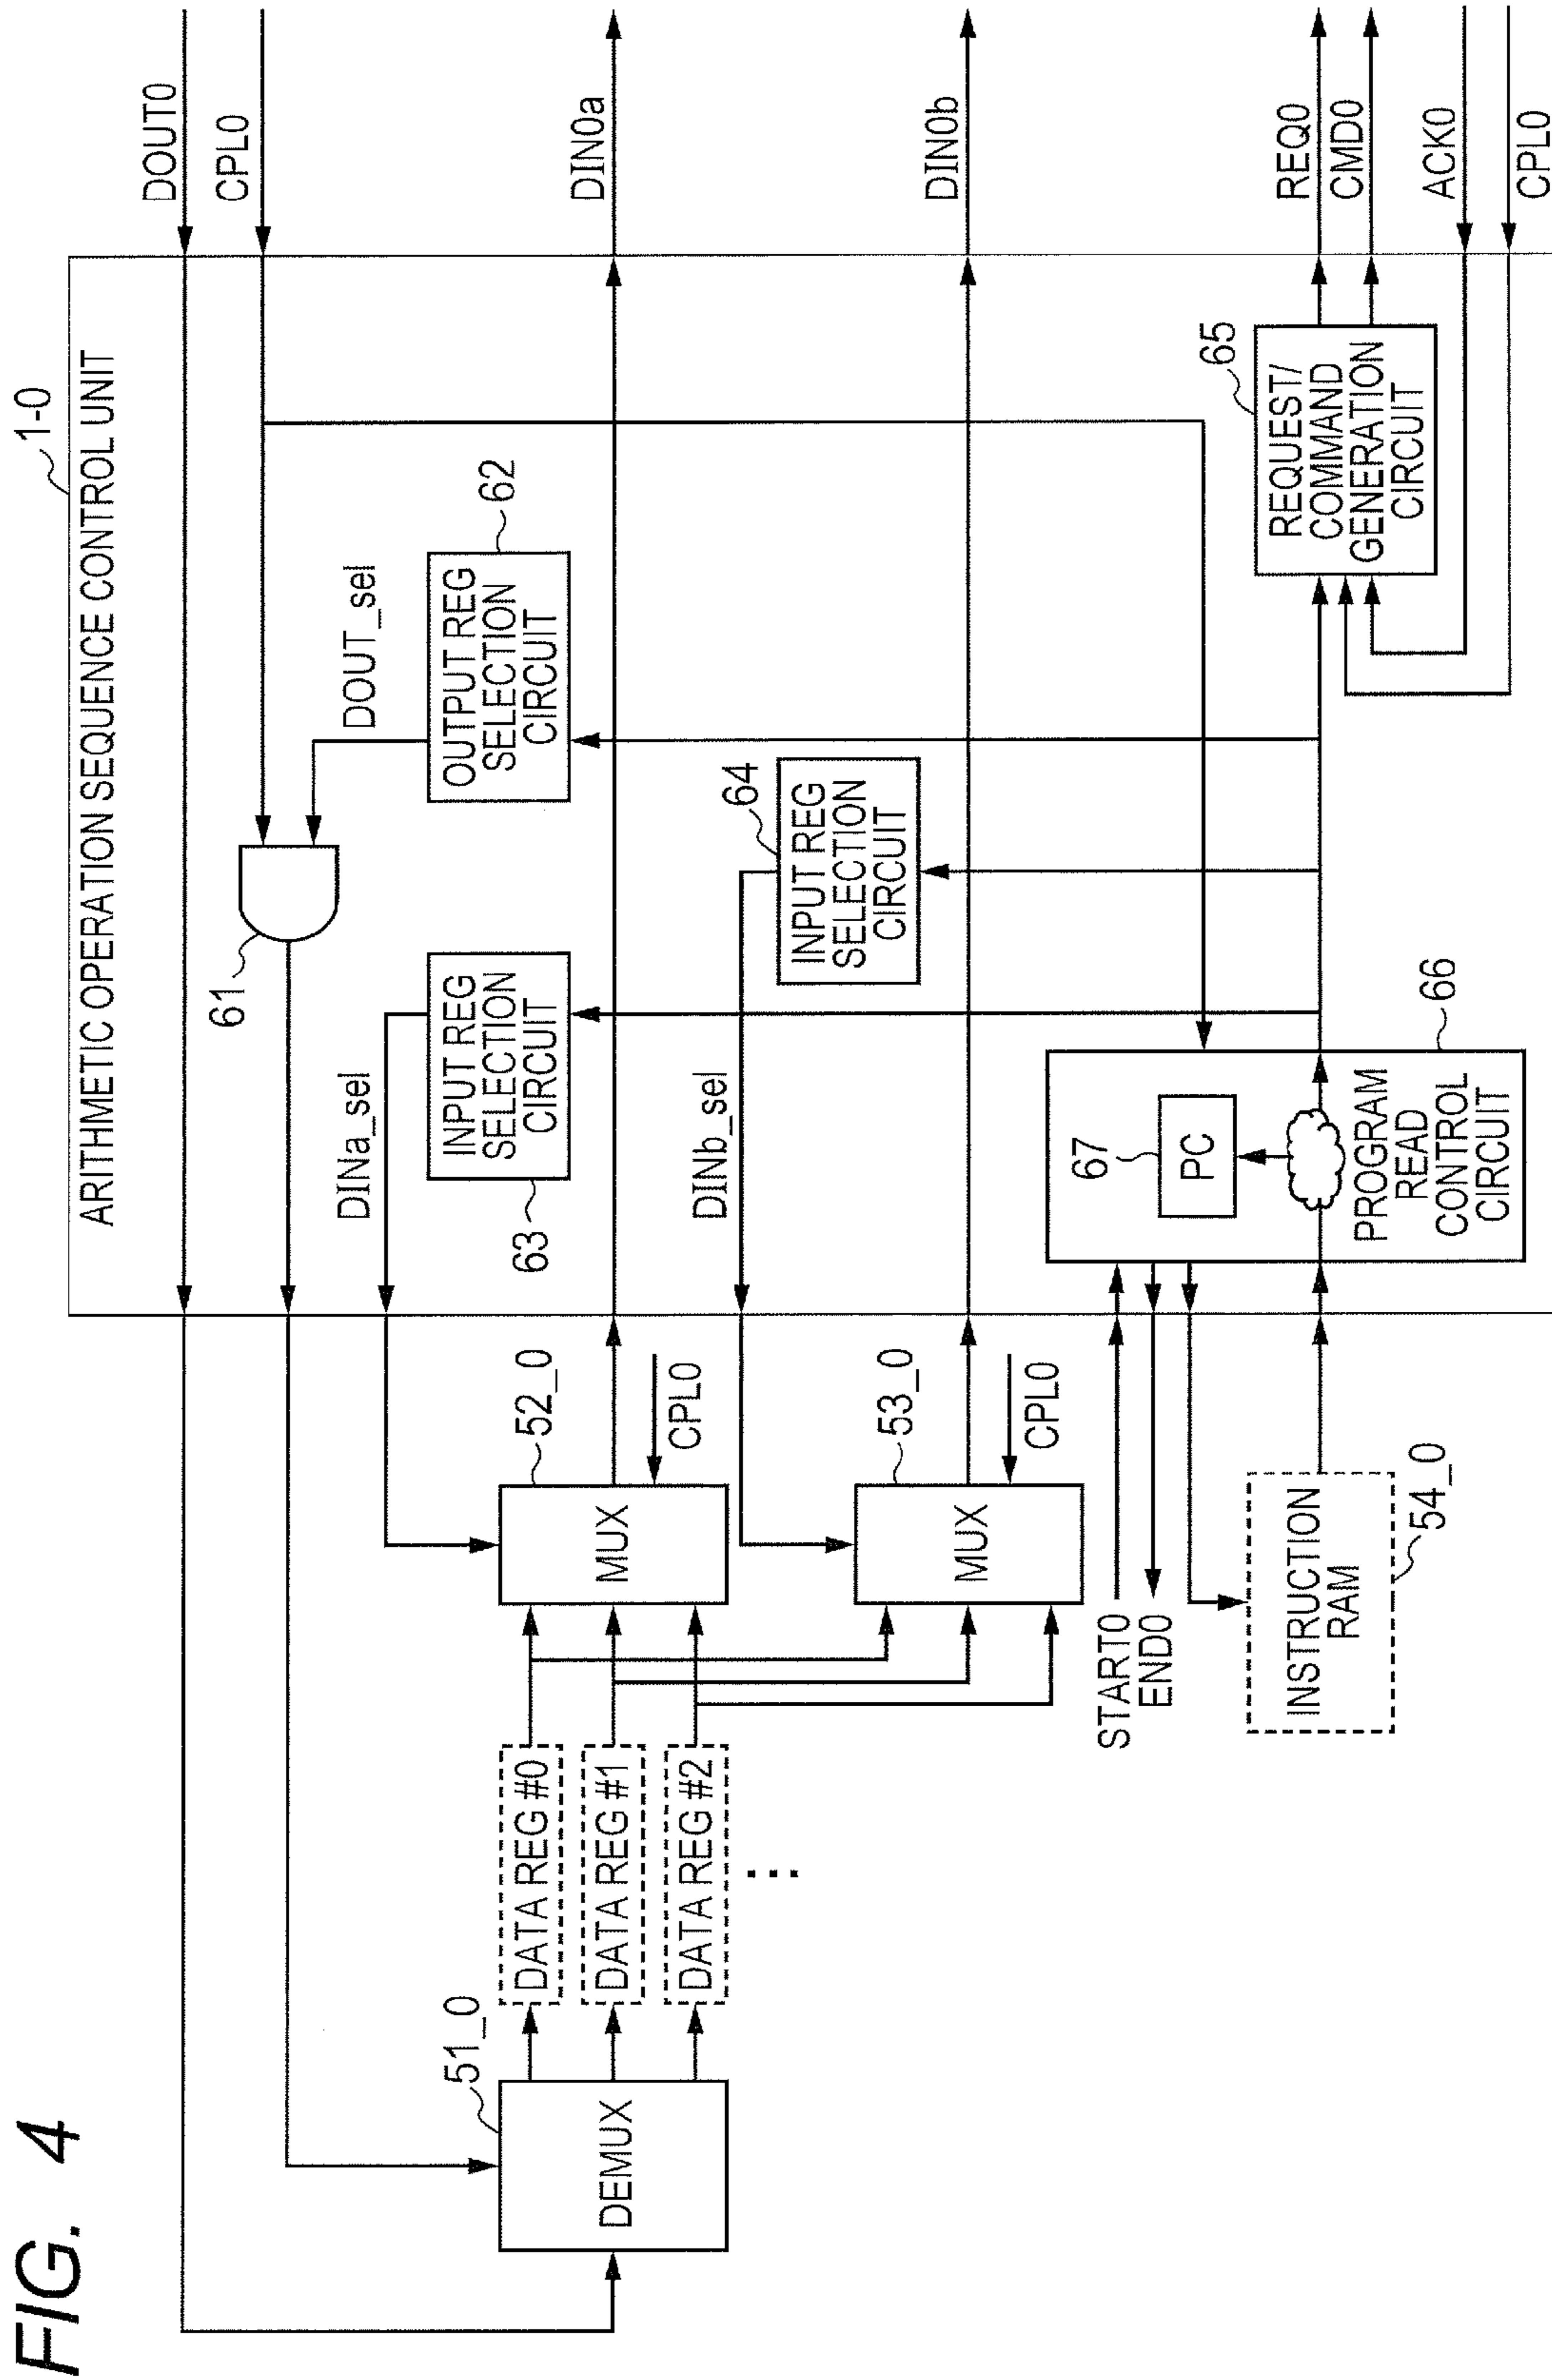 FIG. 4
1-0
ARITHMETIC OPERATION SEQUENCE CONTROL UNIT
DOUT0
CPL0
61
DOUT_sel
62
OUTPUT REG
SELECTION
CIRCUIT
DINa_sel
INPUT REG
SELECTION
CIRCUIT
63
DIN0a
52_0
MUX
CPL0
51_0
DEMUX
DATA REG #0
DATA REG #1
DATA REG #2
...
64
INPUT REG
SELECTION
CIRCUIT
DINb_sel
DIN0b
53_0
MUX
CPL0
START0
END0
INSTRUCTION
RAM
54_0
66
67
PC
PROGRAM
READ
CONTROL
CIRCUIT
65
REQUEST/
COMMAND
GENERATION
CIRCUIT
REQ0
CMD0
ACK0
CPL0